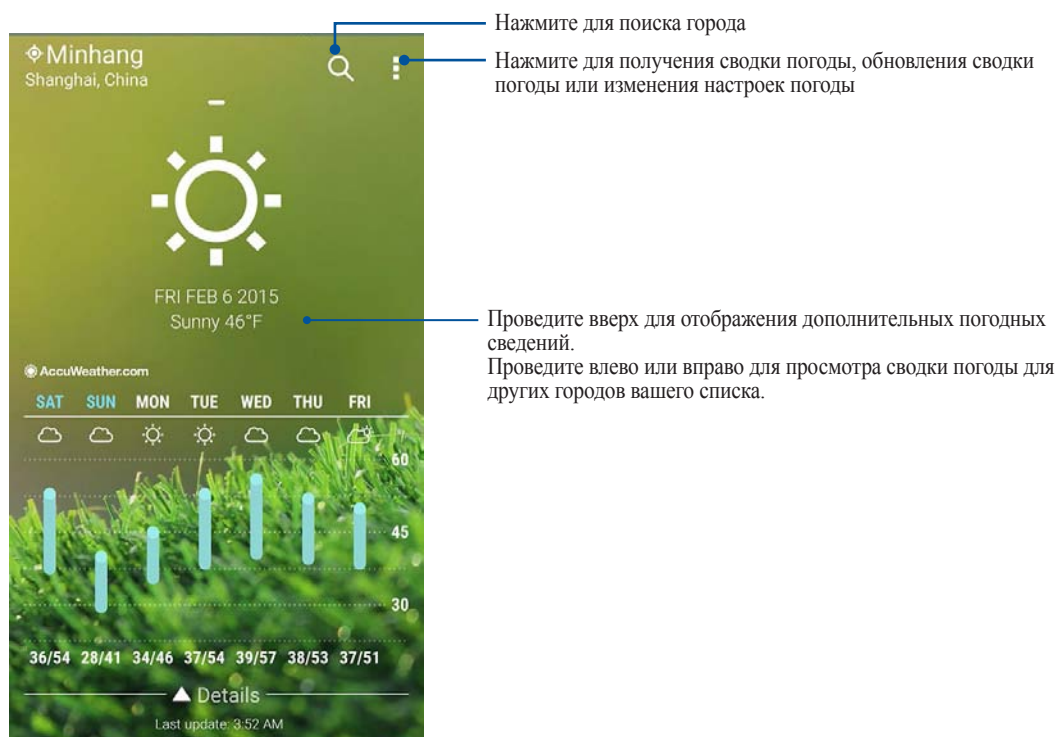 Нажмите для поиска города
Нажмите для получения сводки погоды, обновления сводки
погоды или изменения настроек погоды
Minhang
Shanghai, China
FRI FEB 6 2015
Sunny 46°F
Проведите вверх для отображения дополнительных погодных
сведений.
Проведите влево или вправо для просмотра сводки погоды для
других городов вашего списка.
AccuWeather.com
SAT SUN MON TUE WED THU FRI
°F
60
45
30
36/54 28/41 34/46 37/54 39/57 38/53 37/51
Details
Last update: 3:52 AM